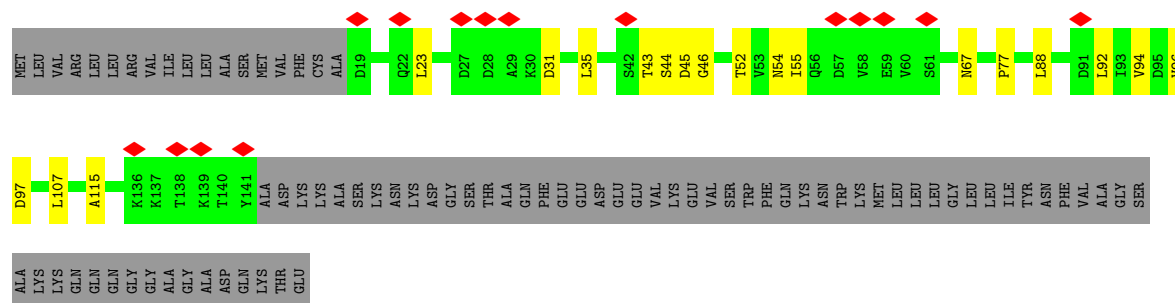 MET LEU VAL ARG LEU LEU ARG VAL ILE LEU LEU ALA SER MET VAL PHE CYS ALA D19 Q22 L23 D27 D28 A29 K30 D31 L35 S42 T43 S44 D45 G46 T52 V53 N54 I55 Q56 D57 V58 E59 V60 S61 N67 P77 L88 D91 L92 I93 V94 D95
D97 L107 A115 K136 K137 T138 K139 T140 Y141 ALA ASP LYS LYS ALA SER LYS ASN LYS ASP GLY SER THR ALA GLN PHE GLU GLU ASP GLU GLU VAL LYS GLU VAL SER TRP PHE GLN LYS ASN TRP LYS MET LEU LEU LEU GLY LEU LEU ILE TYR ASN PHE VAL ALA GLY SER
ALA LYS LYS GLN GLN GLN GLY GLY ALA GLY ALA ASP GLN LYS THR GLU